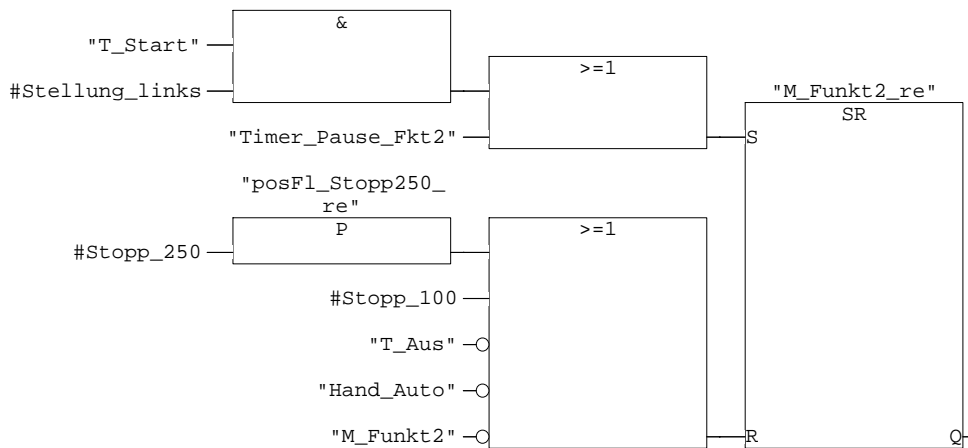 &
"T_Start"
#Stellung_links
>=1
"Timer_Pause_Fkt2"
"M_Funkt2_re"
SR
S
"posFl_Stopp250_
re"
P
#Stopp_250
>=1
#Stopp_100
"T_Aus"
"Hand_Auto"
"M_Funkt2"
R
Q